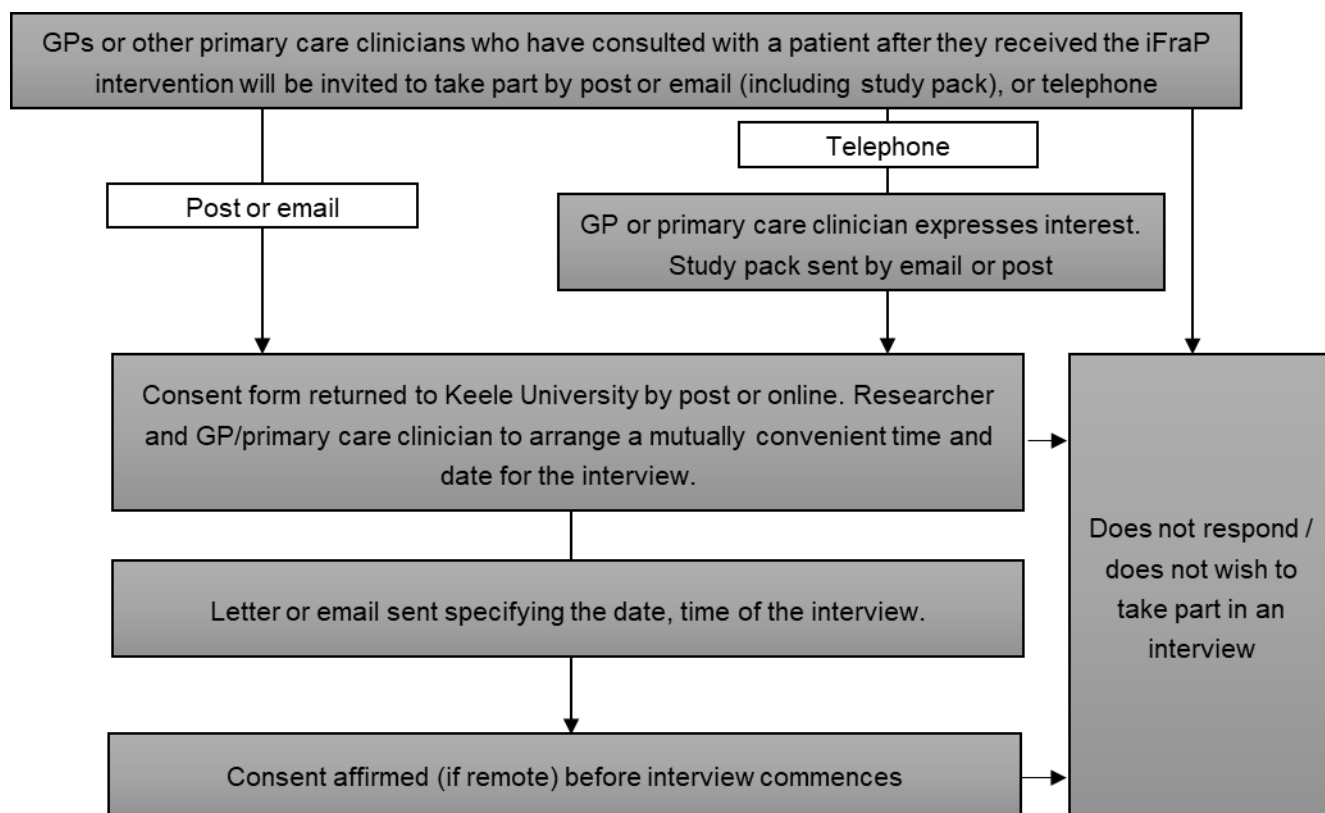 GPs or other primary care clinicians who have consulted with a patient after they received the iFraP
intervention will be invited to take part by post or email (including study pack), or telephone
Telephone
Post or email
GP or primary care clinician expresses interest.
Study pack sent by email or post
Consent form returned to Keele University by post or online. Researcher
and GP/primary care clinician to arrange a mutually convenient time and
date for the interview.
Does not respond /
does not wish to
take part in an
interview
Letter or email sent specifying the date, time of the interview.
Consent affirmed (if remote) before interview commences